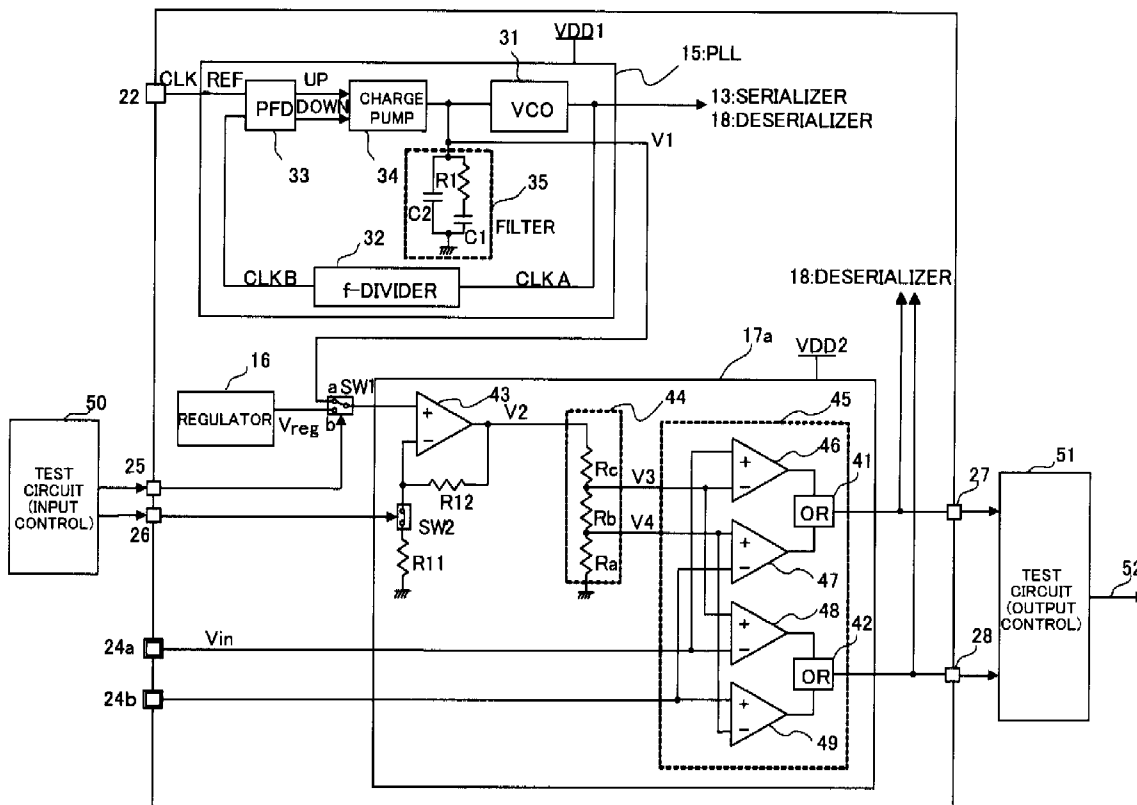 VDD1
15:PLL
31
CLK REF
UP
22
PFD
DOWN
CHARGE
PUMP
VCO
13:SERIALIZER
18:DESERIALIZER
V1
33
34
R1
35
C2
C1
FILTER
32
CLKB
f-DIVIDER
CLKA
18:DESERIALIZER
17a
VDD2
16
a
SW1
43
50
REGULATOR
Vreg
b
V2
44
45
25
TEST
CIRCUIT
(INPUT
CONTROL)
46
41
51
27
Rc
V3
R12
OR
26
SW2
Rb
V4
R11
Ra
47
TEST
CIRCUIT
(OUTPUT
CONTROL)
52
48
42
28
24a
Vin
OR
24b
49
+
−
+
−
+
−
+
−
+
−